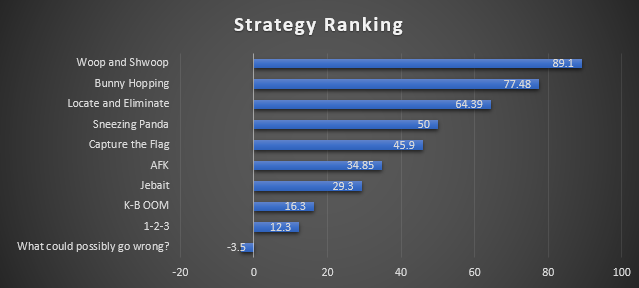 Strategy Ranking
Woop and Shwoop 89.1
Bunny Hopping 77.48
Locate and Eliminate 64.39
Sneezing Panda 50
Capture the Flag 45.9
AFK 34.85
Jebait 29.3
K-B OOM 16.3
1-2-3 12.3
What could possibly go wrong? -3.5
-20 0 20 40 60 80 100